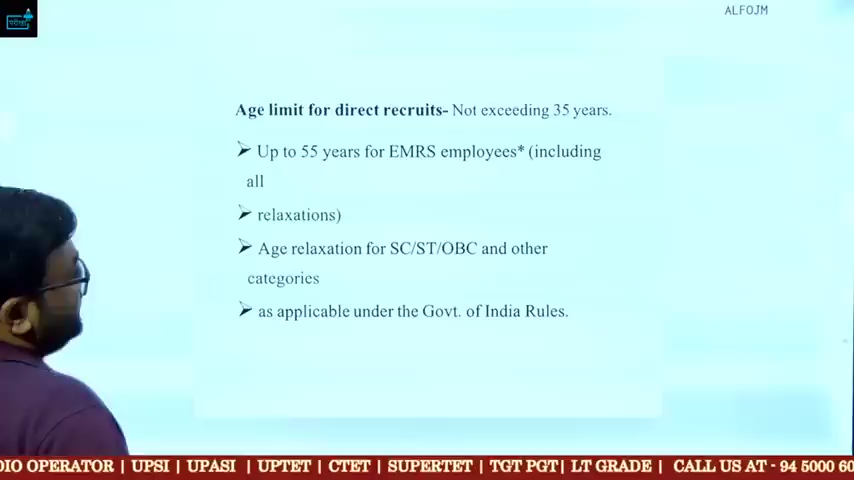 ALFOJM
परीक्षा
Age limit for direct recruits- Not exceeding 35 years.
➢ Up to 55 years for EMRS employees* (including
all
➢ relaxations)
➢ Age relaxation for SC/ST/OBC and other
categories
➢ as applicable under the Govt. of India Rules.
DIO OPERATOR | UPSI | UPASI | UPTET | CTET | SUPERTET | TGT PGT| LT GRADE | CALL US AT - 94 5000 60